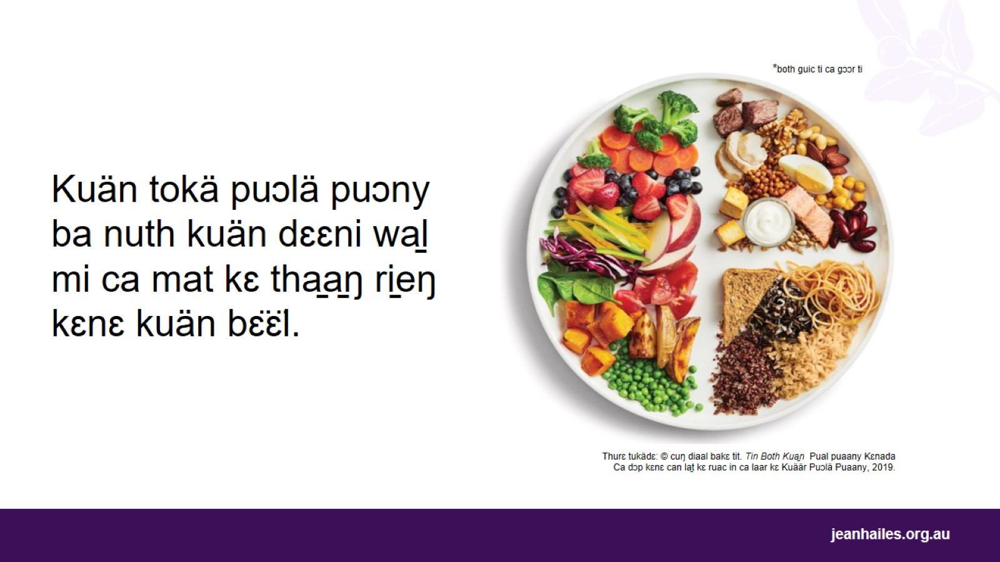 *both guic ti ca gɔɔr ti
Kuän tokä puɔlä puɔny
ba nuth kuän dɛɛni wa̱l
mi ca mat kɛ tha̱a̱ŋ ri̱eŋ
kɛnɛ kuän bɛ̈ɛ̈l.
Thurɛ tukädɛ: © cuŋ diaal bakɛ tit. Tin Both Kua̱n Pual puaany Kɛnada
Ca dɔp kɛnɛ can la̱t kɛ ruac in ca laar kɛ Kuäär Puɔlä Puaany, 2019.
jeanhailes.org.au